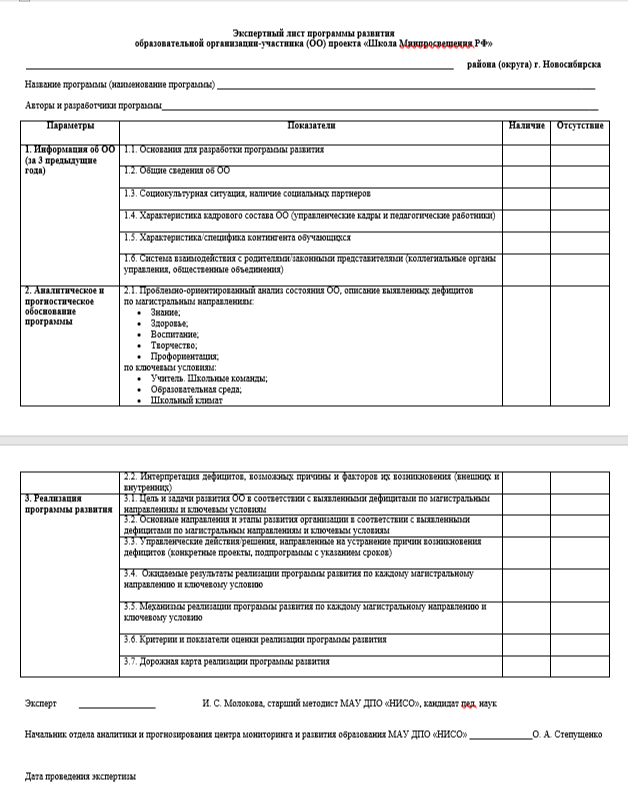 Экспертный лист программы развития
образовательной организации-участника (ОО) проекта «Школа Минпросвещения РФ»
района (округа) г. Новосибирска
Название программы (наименование программы)
Авторы и разработчики программы
Параметры Показатели Наличие Отсутствие
1. Информация об ОО
(за 3 предыдущие
года)
1.1. Основания для разработки программы развития
1.2. Общие сведения об ОО
1.3. Социокультурная ситуация, наличие социальных партнеров
1.4. Характеристика кадрового состава ОО (управленческие кадры и педагогические работники)
1.5. Характеристика/специфика контингента обучающихся
1.6. Система взаимодействия с родителями/законными представителями (коллегиальные органы
управления, общественные объединения)
2. Аналитическое и
прогностическое
обоснование
программы
2.1. Проблемно-ориентированный анализ состояния ОО, описание выявленных дефицитов
по магистральным направлениям:
• Знание;
• Здоровье;
• Воспитание;
• Творчество;
• Профориентация;
по ключевым условиям:
• Учитель. Школьные команды;
• Образовательная среда;
• Школьный климат
2.2. Интерпретация дефицитов, возможных причины и факторов их возникновения (внешних и
внутренних)
3. Реализация
программы развития
3.1. Цель и задачи развития ОО в соответствии с выявленными дефицитами по магистральным
направлениям и ключевым условиям
3.2. Основные направления и этапы развития организации в соответствии с выявленными
дефицитами по магистральным направлениям и ключевым условиям
3.3. Управленческие действия/решения, направленные на устранение причин возникновения
дефицитов (конкретные проекты, подпрограммы с указанием сроков)
3.4. Ожидаемые результаты реализации программы развития по каждому магистральному
направлению и ключевому условию
3.5. Механизмы реализации программы развития по каждому магистральному направлению и
ключевому условию
3.6. Критерии и показатели оценки реализации программы развития
3.7. Дорожная карта реализации программы развития
Эксперт И. С. Молокова, старший методист МАУ ДПО «НИСО», кандидат пед. наук
Начальник отдела аналитики и прогнозирования центра мониторинга и развития образования МАУ ДПО «НИСО» О. А. Степущенко
Дата проведения экспертизы